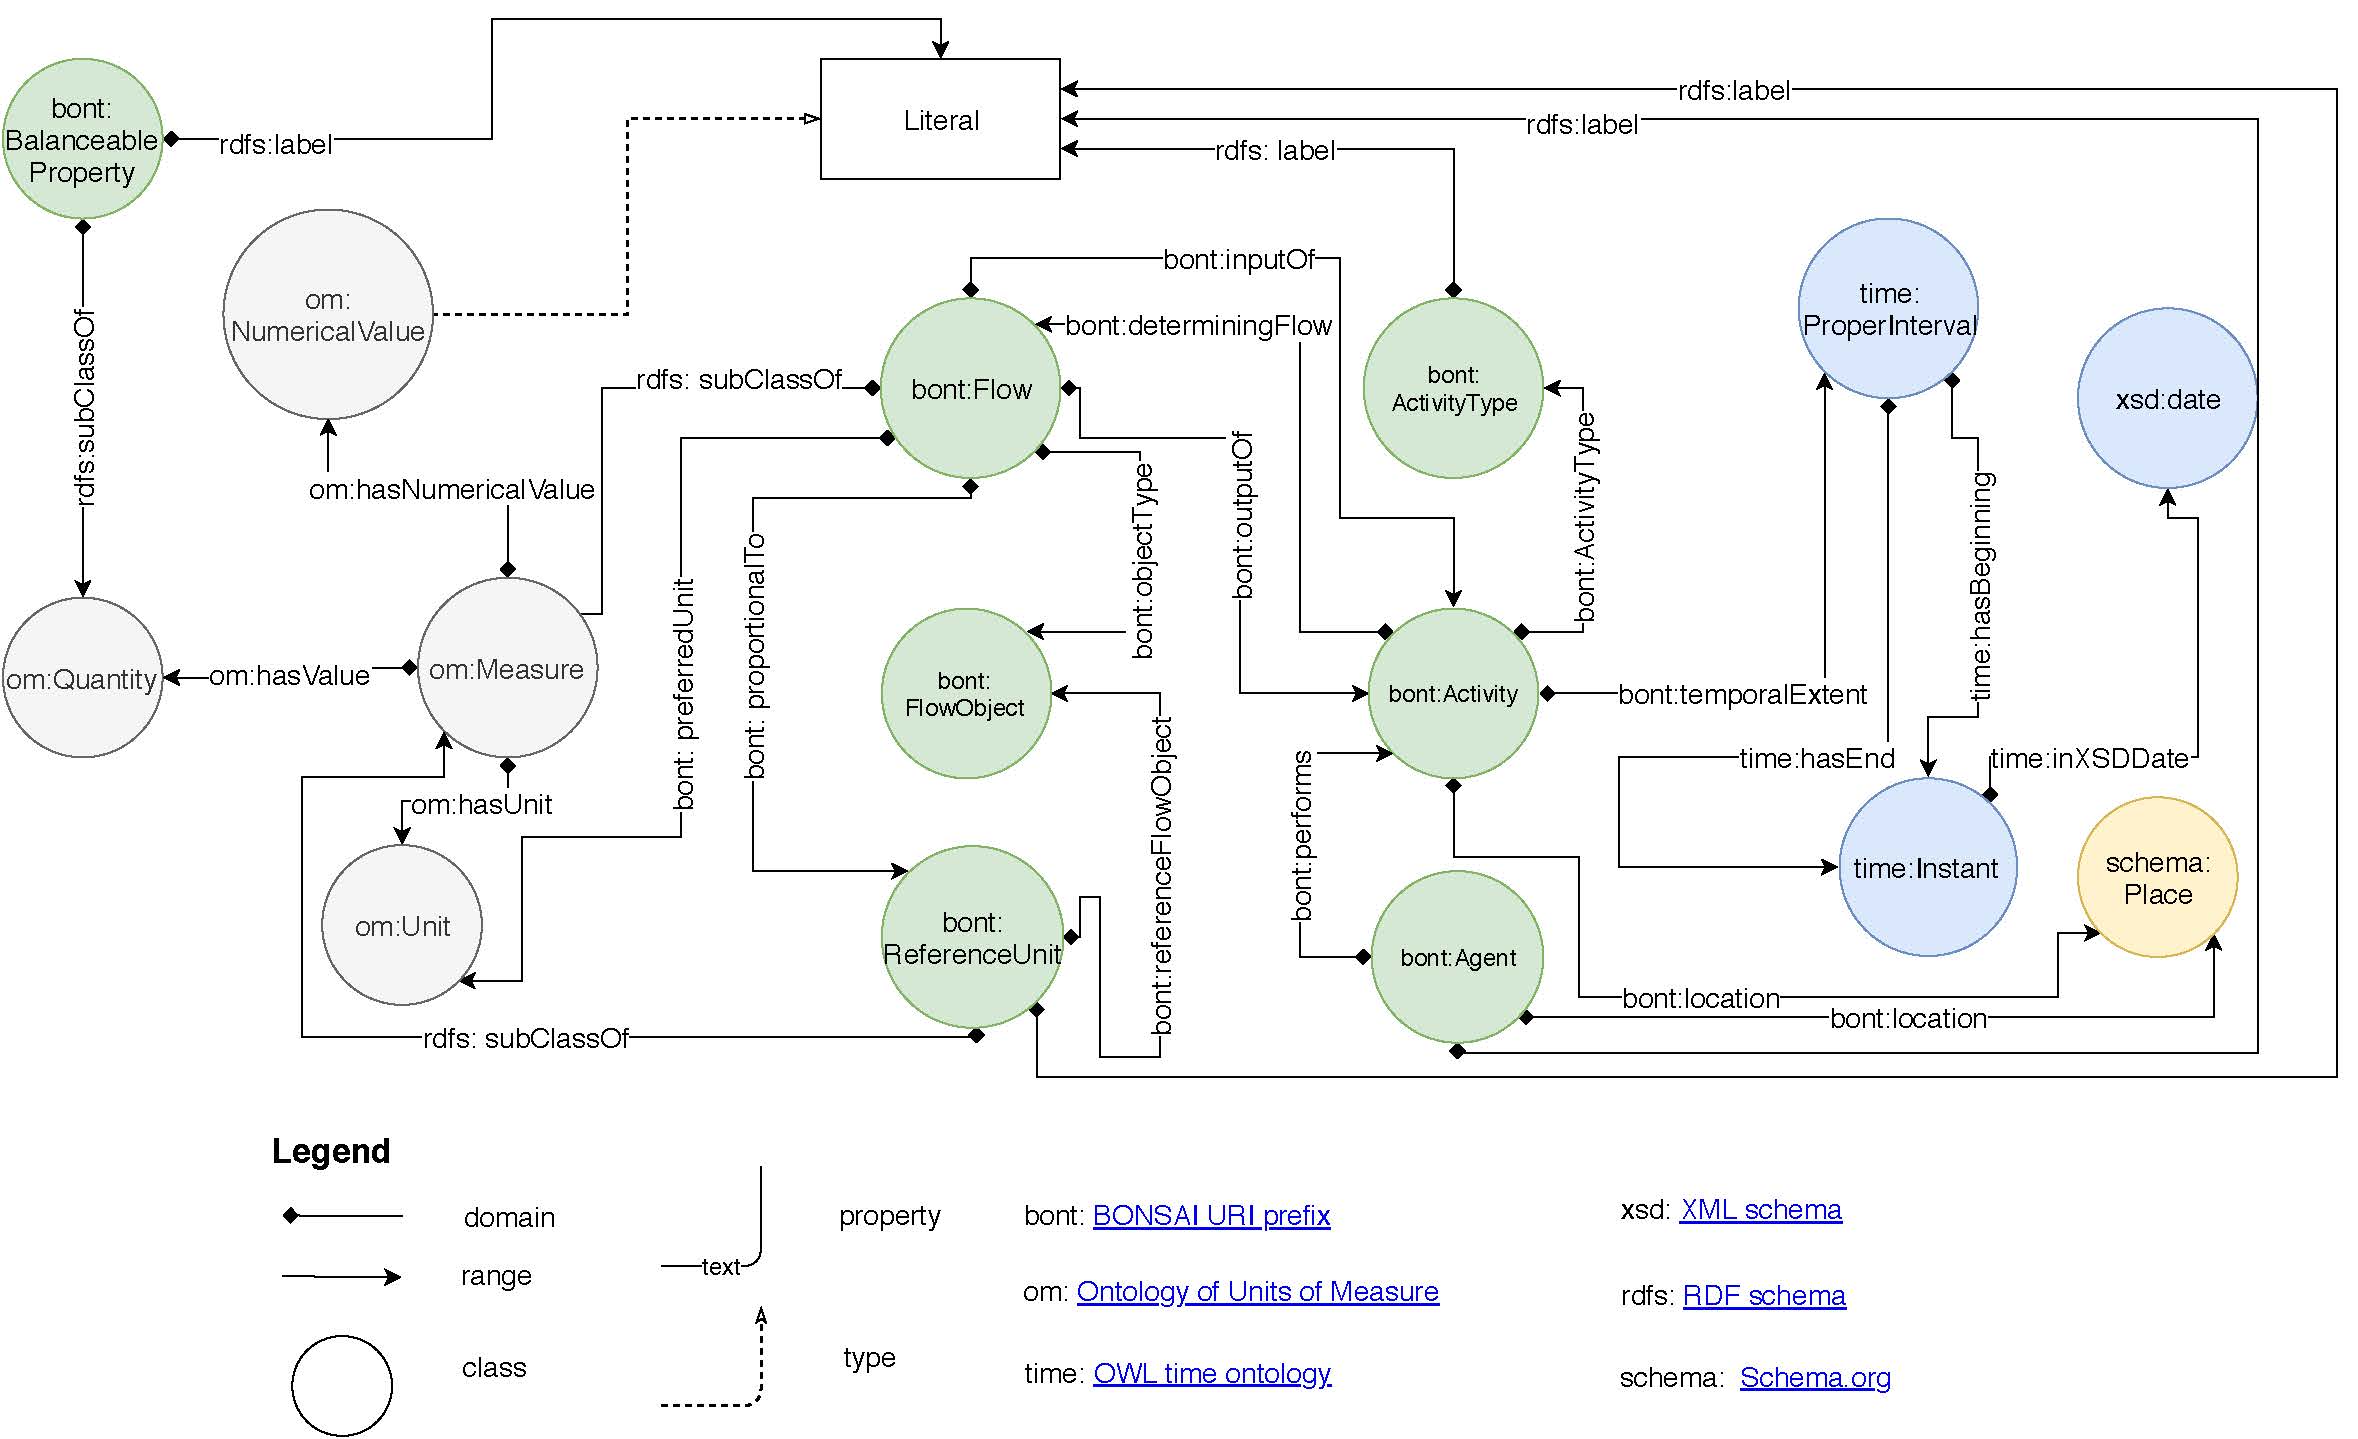 bont:
Balanceable
Property
rdfs:label
Literal
rdfs:label
rdfs:label
rdfs: label
om:
NumericalValue
rdfs:subClassOf
bont:inputOf
bont:determiningFlow
rdfs: subClassOf
bont:Flow
bont:
ActivityType
time:
ProperInterval
xsd:date
om:hasNumericalValue
bont: preferredUnit
bont: proportionalTo
bont:objectType
bont:outputOf
bont:ActivityType
time:hasBeginning
om:Quantity
om:hasValue
om:Measure
bont:
FlowObject
bont:Activity
bont:temporalExtent
time:hasEnd
time:inXSDDate
om:hasUnit
bont:referenceFlowObject
bont:performs
om:Unit
bont:
ReferenceUnit
bont:Agent
time:Instant
schema:
Place
bont:location
bont:location
rdfs: subClassOf
Legend
domain
range
class
text
property
type
bont: BONSAI URI prefix
om: Ontology of Units of Measure
time: OWL time ontology
xsd: XML schema
rdfs: RDF schema
schema: Schema.org